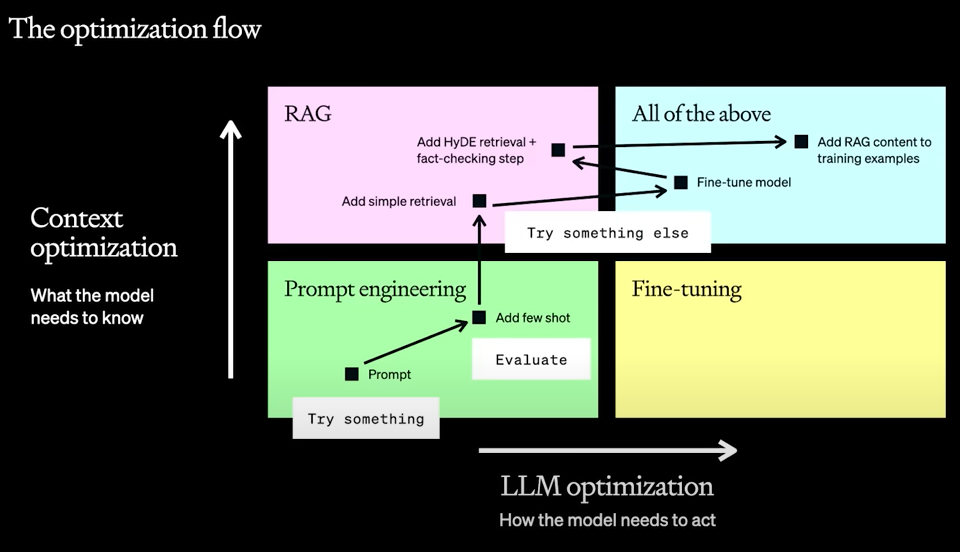 The optimization flow
RAG
All of the above
Add HyDE retrieval +
fact-checking step
Add RAG content to
training examples
Fine-tune model
Add simple retrieval
Try something else
Context
optimization
What the model
needs to know
Prompt engineering
Fine-tuning
Add few shot
Evaluate
Prompt
Try something
LLM optimization
How the model needs to act